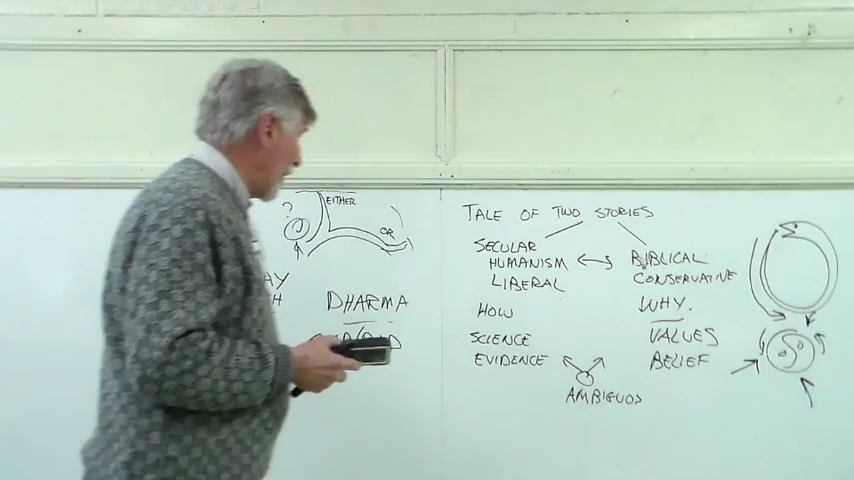 ?
EITHER
OR
DHARMA
TALE OF TWO STORIES
SECULAR
HUMANISM
LIBERAL
HOW
SCIENCE
EVIDENCE
BIBLICAL
CONSERVATIVE
WHY.
VALUES
BELIEF
AMBIGUOS